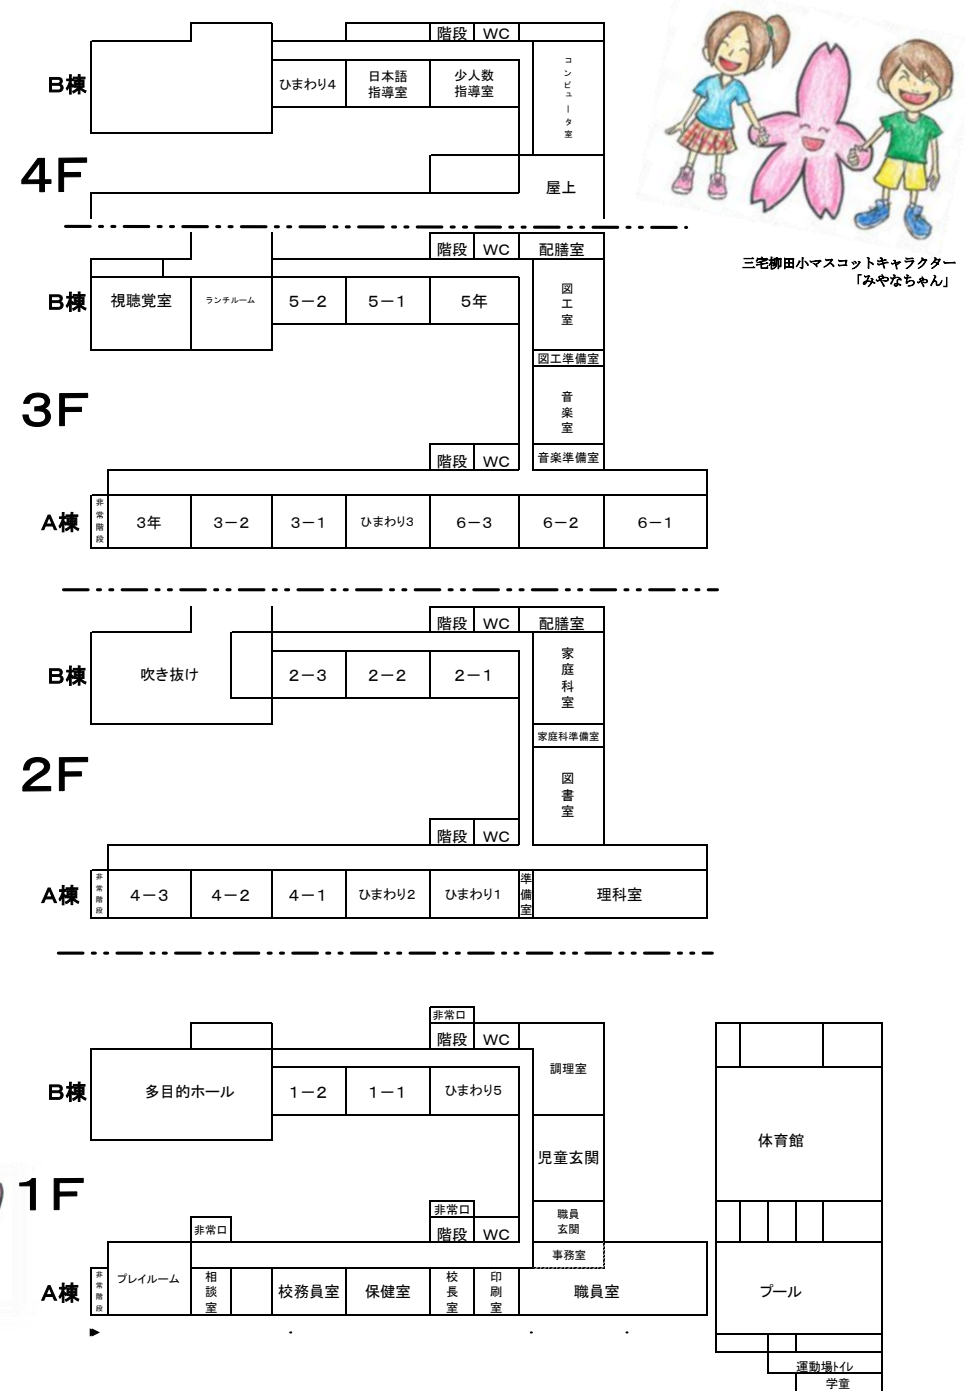 階段 WC
B棟
ひまわり4
日本語
指導室
少人数
指導室
コンピュータ室
4F
屋上
三宅柳田小マスコットキャラクター
「みやなちゃん」
階段 WC 配膳室
B棟
視聴覚室 ランチルーム 5－2 5－1 5年
図工室
図工準備室
3F
音楽室
階段 WC 音楽準備室
A棟
非常階段
3年 3－2 3－1 ひまわり3 6－3 6－2 6－1
階段 WC 配膳室
B棟
吹き抜け 2－3 2－2 2－1
家庭科室
家庭科準備室
2F
図書室
階段 WC
A棟
非常階段
4－3 4－2 4－1 ひまわり2 ひまわり1 準備室 理科室
非常口
階段 WC
調理室
B棟
多目的ホール 1－2 1－1 ひまわり5
体育館
児童玄関
1F
非常口
職員
玄関
非常口
階段 WC
事務室
A棟
非常階段
プレイルーム
相談室
校務員室 保健室
校長室
印刷室
職員室
プール
運動場トイレ
学童